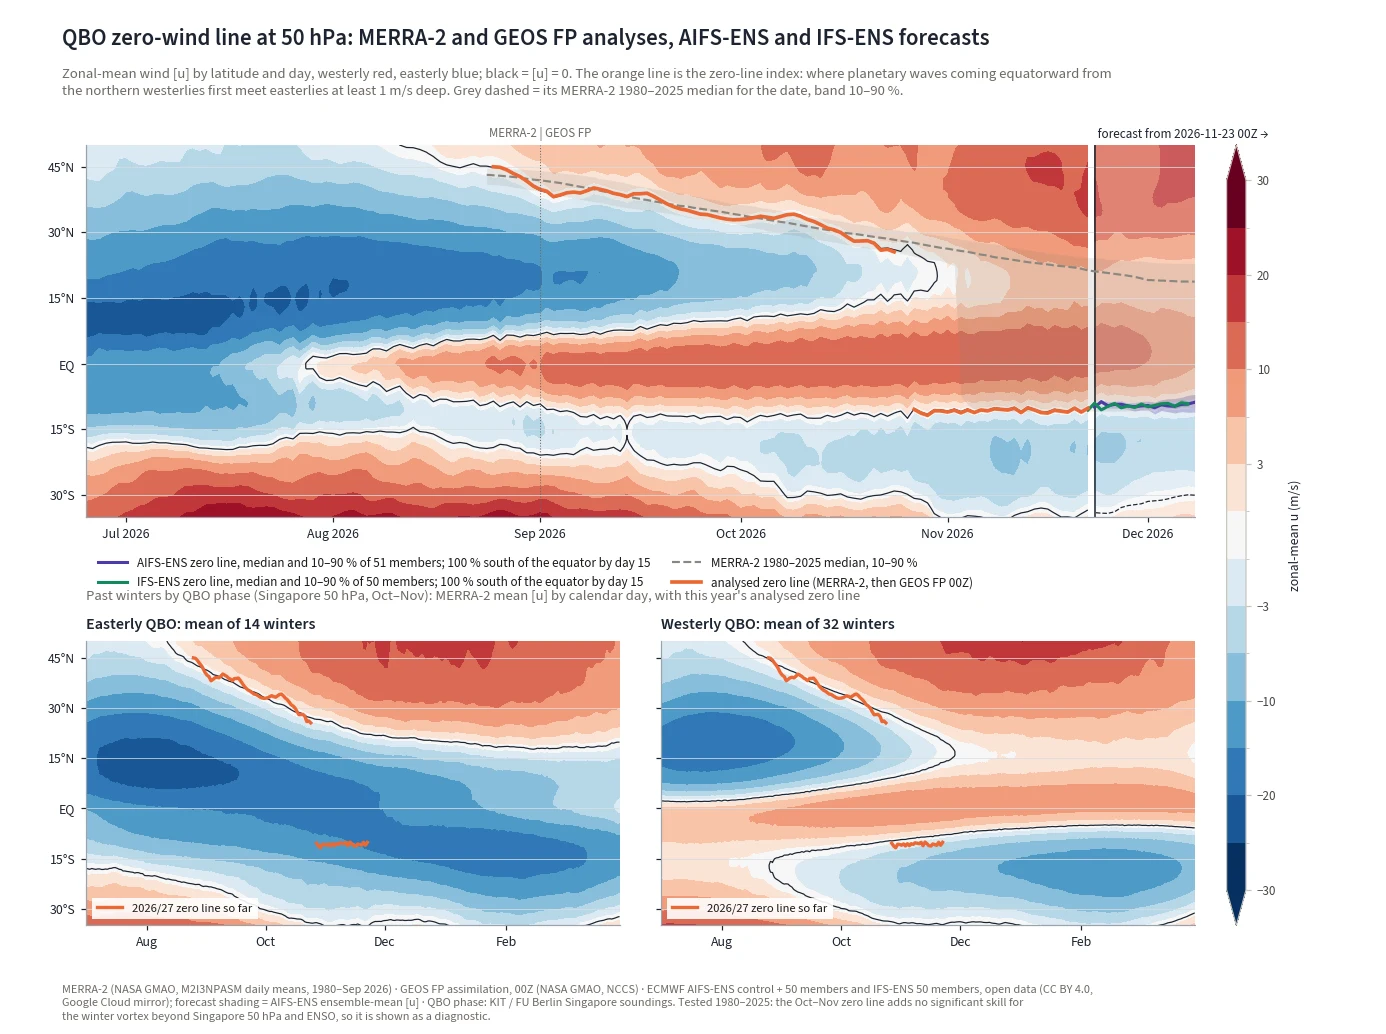 QBO zero-wind line at 50 hPa: MERRA-2 and GEOS FP analyses, AIFS-ENS and IFS-ENS forecasts
Zonal-mean wind [u] by latitude and day, westerly red, easterly blue; black = [u] = 0. The orange line is the zero-line index: where planetary waves coming equatorward from
the northern westerlies first meet easterlies at least 1 m/s deep. Grey dashed = its MERRA-2 1980–2025 median for the date, band 10–90 %.
MERRA-2 | GEOS FP
forecast from 2026-11-23 00Z →
45°N
30°N
15°N
EQ
15°S
30°S
Jul 2026
Aug 2026
Sep 2026
Oct 2026
Nov 2026
Dec 2026
30
20
10
3
−3
−10
−20
−30
zonal-mean u (m/s)
AIFS-ENS zero line, median and 10–90 % of 51 members; 100 % south of the equator by day 15
IFS-ENS zero line, median and 10–90 % of 50 members; 100 % south of the equator by day 15
MERRA-2 1980–2025 median, 10–90 %
analysed zero line (MERRA-2, then GEOS FP 00Z)
Past winters by QBO phase (Singapore 50 hPa, Oct–Nov): MERRA-2 mean [u] by calendar day, with this year's analysed zero line
Easterly QBO: mean of 14 winters
45°N
30°N
15°N
EQ
15°S
30°S
2026/27 zero line so far
Aug
Oct
Dec
Feb
Westerly QBO: mean of 32 winters
2026/27 zero line so far
Aug
Oct
Dec
Feb
MERRA-2 (NASA GMAO, M2I3NPASM daily means, 1980–Sep 2026) · GEOS FP assimilation, 00Z (NASA GMAO, NCCS) · ECMWF AIFS-ENS control + 50 members and IFS-ENS 50 members, open data (CC BY 4.0,
Google Cloud mirror); forecast shading = AIFS-ENS ensemble-mean [u] · QBO phase: KIT / FU Berlin Singapore soundings. Tested 1980–2025: the Oct–Nov zero line adds no significant skill for
the winter vortex beyond Singapore 50 hPa and ENSO, so it is shown as a diagnostic.